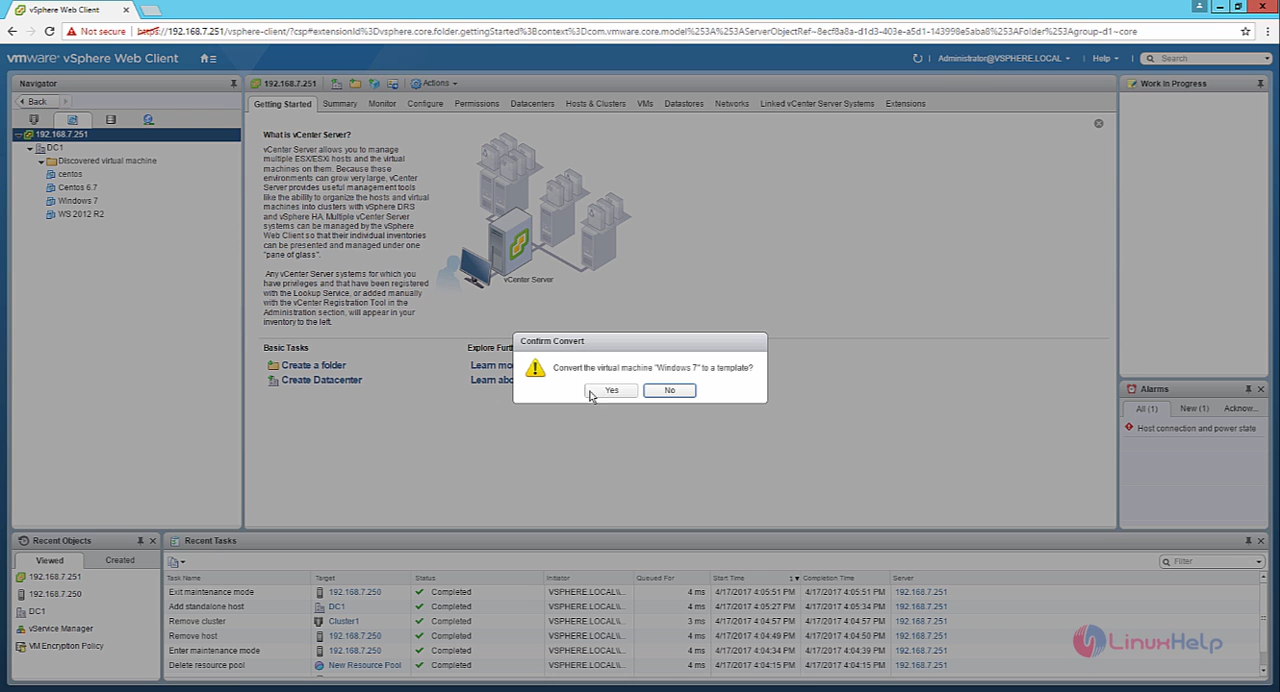 vSphere Web Client
Not secure https://192.168.7.251/vsphere-client/?csp#extensionId%3Dvsphere.core.folder.gettingStarted%3Bcontext%3Dcom.vmware.core.model%253A%253AServerObjectRef~8ecf8a8a-d1d3-403e-a5d1-143998e5aba8%253AFolder%253Agroup-d1~core
vmware® vSphere Web Client
Administrator@VSPHERE.LOCAL
Help
Search
Navigator
Back
192.168.7.251
DC1
Discovered virtual machine
centos
Centos 6.7
Windows 7
WS 2012 R2
192.168.7.251 Actions
Getting Started Summary Monitor Configure Permissions Datacenters Hosts & Clusters VMs Datastores Networks Linked vCenter Server Systems Extensions
What is vCenter Server?
vCenter Server allows you to manage
multiple ESX/ESXi hosts and the virtual
machines on them. Because these
environments can grow very large, vCenter
Server provides useful management tools
like the ability to organize the hosts and virtual
machines into clusters with vSphere DRS
and vSphere HA. Multiple vCenter Server
systems can be managed by the vSphere
Web Client so that their individual inventories
can be presented and managed under one
"pane of glass".
Any vCenter Server systems for which you
have privileges and that have been registered
with the Lookup Service, or added manually
with the vCenter Registration Tool in the
Administration section, will appear in your
inventory to the left.
vCenter Server
Basic Tasks
Create a folder
Create Datacenter
Explore Furt
Learn mo
Learn abo
Confirm Convert
Convert the virtual machine "Windows 7" to a template?
Yes No
Work In Progress
Alarms
All (1) New (1) Acknow...
Host connection and power state
Recent Objects
Viewed Created
192.168.7.251
192.168.7.250
DC1
vService Manager
VM Encryption Policy
Recent Tasks
Filter
Task Name Target Status Initiator Queued For Start Time 1 Completion Time Server
Exit maintenance mode 192.168.7.250 Completed VSPHERE.LOCAL\\... 4 ms 4/17/2017 4:05:51 PM 4/17/2017 4:05:51 PM 192.168.7.251
Add standalone host DC1 Completed VSPHERE.LOCAL\\... 4 ms 4/17/2017 4:05:27 PM 4/17/2017 4:05:34 PM 192.168.7.251
Remove cluster Cluster1 Completed VSPHERE.LOCAL\\... 3 ms 4/17/2017 4:04:57 PM 4/17/2017 4:04:57 PM 192.168.7.251
Remove host 192.168.7.250 Completed VSPHERE.LOCAL\\... 4 ms 4/17/2017 4:04:49 PM 4/17/2017 4:04:50 PM 192.168.7.251
Enter maintenance mode 192.168.7.250 Completed VSPHERE.LOCAL\\... 4 ms 4/17/2017 4:04:34 PM 4/17/2017 4:04:39 PM 192.168.7.251
Delete resource pool New Resource Pool Completed VSPHERE.LOCAL\\... 4 ms 4/17/2017 4:04:15 PM 4/17/2017 4:04:15 PM 192.168.7.251
LinuxHelp